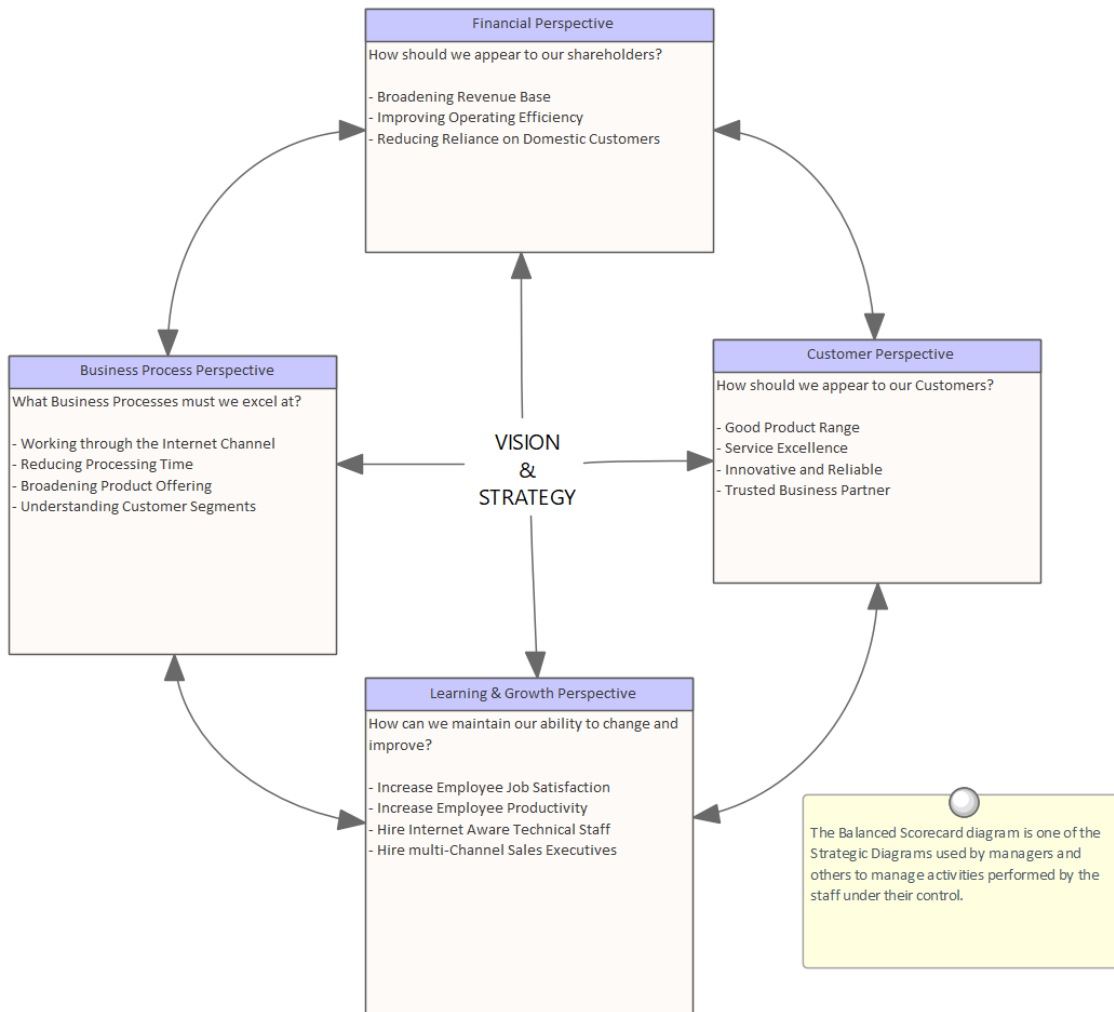 Financial Perspective
How should we appear to our shareholders?
- Broadening Revenue Base
- Improving Operating Efficiency
- Reducing Reliance on Domestic Customers
Business Process Perspective
What Business Processes must we excel at?
- Working through the Internet Channel
- Reducing Processing Time
- Broadening Product Offering
- Understanding Customer Segments
VISION
&
STRATEGY
Customer Perspective
How should we appear to our Customers?
- Good Product Range
- Service Excellence
- Innovative and Reliable
- Trusted Business Partner
Learning & Growth Perspective
How can we maintain our ability to change and
improve?
- Increase Employee Job Satisfaction
- Increase Employee Productivity
- Hire Internet Aware Technical Staff
- Hire multi-Channel Sales Executives
The Balanced Scorecard diagram is one of the
Strategic Diagrams used by managers and
others to manage activities performed by the
staff under their control.